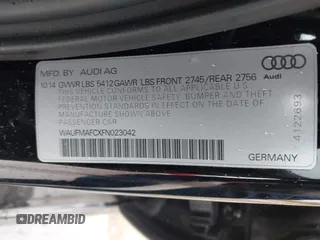 MFD BY: AUDI AG
10.14 GVWR LBS 5412 GAWR LBS FRONT 2745/REAR 2756
THIS VEHICLE CONFORMS TO ALL APPLICABLE U.S.
FEDERAL MOTOR VEHICLE SAFETY, BUMPER AND THEFT
PREVENTION STANDARDS IN EFFECT ON THE DATE OF
MANUFACTURE SHOWN ABOVE
PASSENGER CAR
Audi
4122693
WAUFMAFCXFN023042
GERMANY
DREAMBID